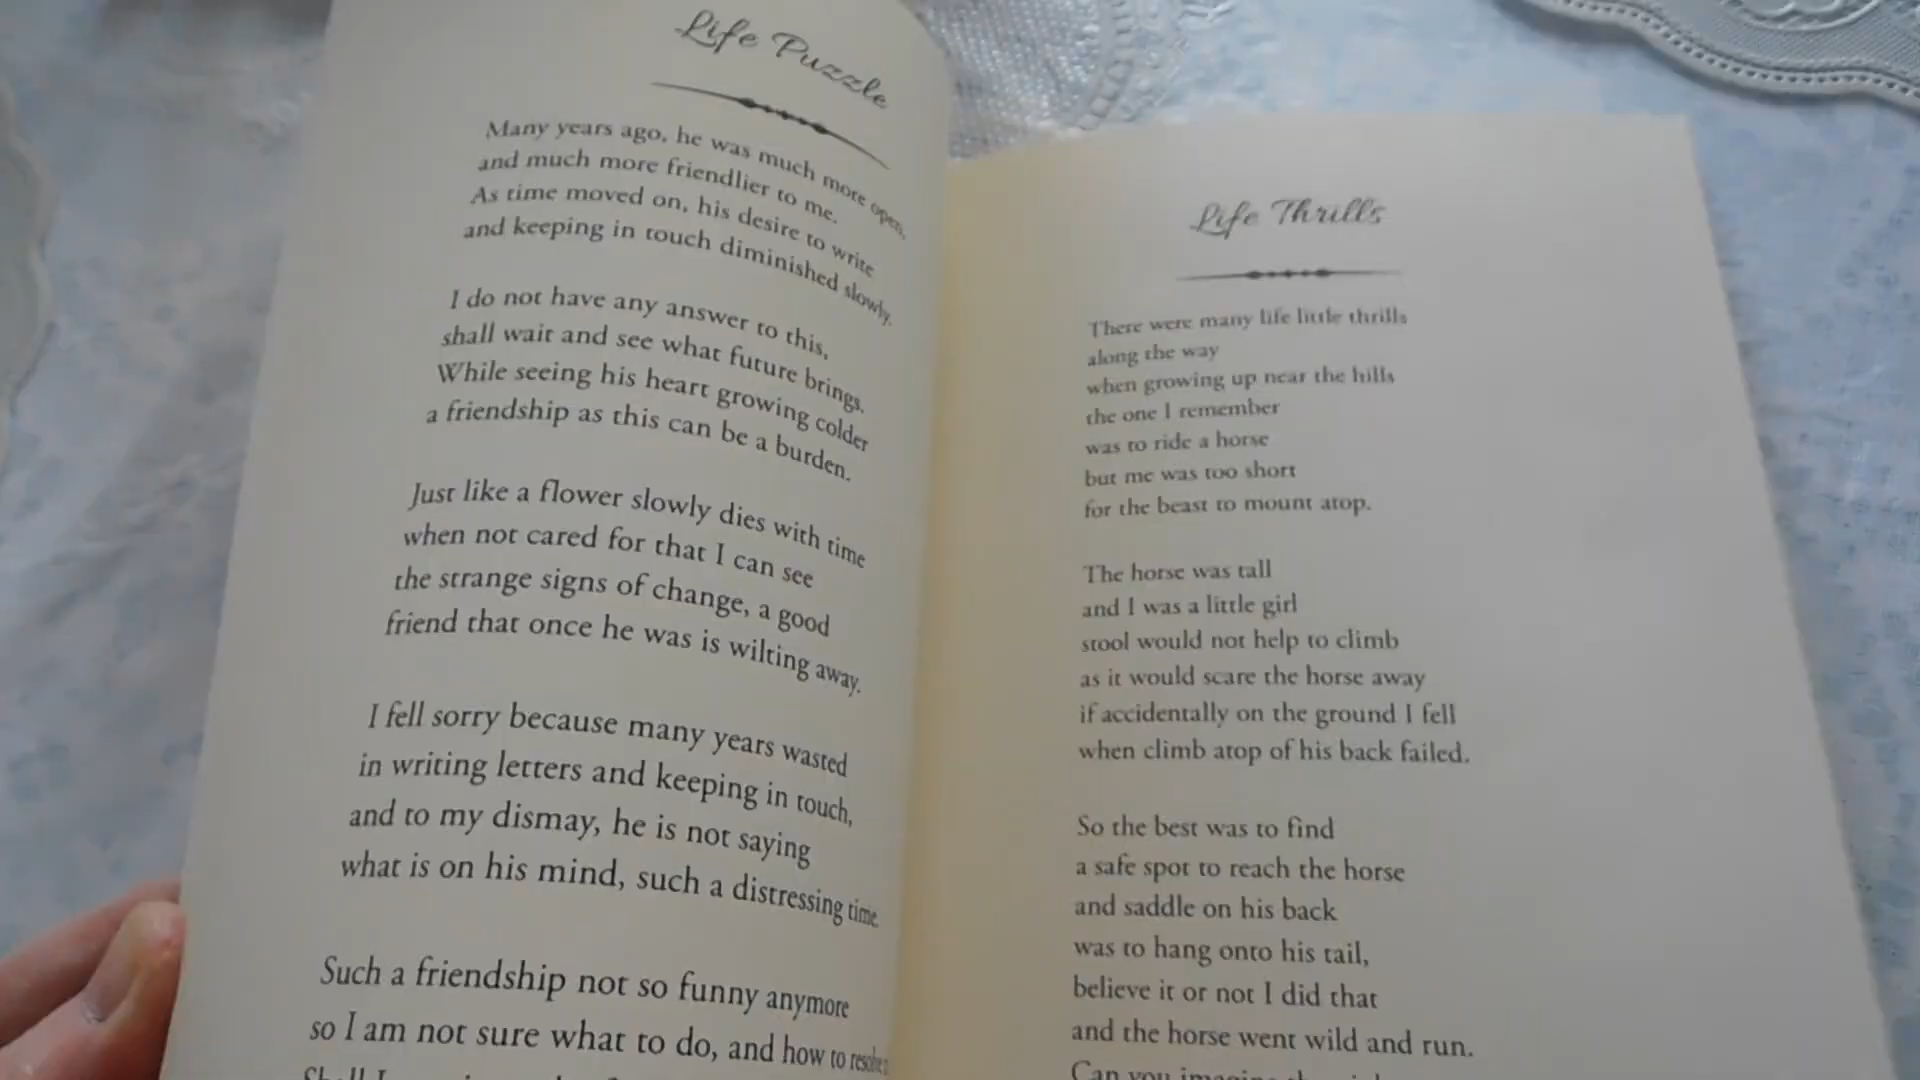 Life Puzzle
Many years ago, he was much more open,
and much more friendlier to me.
As time moved on, his desire to write
and keeping in touch diminished slowly.
I do not have any answer to this,
shall wait and see what future brings.
While seeing his heart growing colder
a friendship as this can be a burden.
Just like a flower slowly dies with time
when not cared for that I can see
the strange signs of change, a good
friend that once he was is wilting away.
I fell sorry because many years wasted
in writing letters and keeping in touch,
and to my dismay, he is not saying
what is on his mind, such a distressing time.
Such a friendship not so funny anymore
so I am not sure what to do, and how to
Life Thrills
There were many life little thrills
along the way
when growing up near the hills
the one I remember
was to ride a horse
but me was too short
for the beast to mount atop.
The horse was tall
and I was a little girl
stool would not help to climb
as it would scare the horse away
if accidentally on the ground I fell
when climb atop of his back failed.
So the best was to find
a safe spot to reach the horse
and saddle on his back
was to hang onto his tail,
believe it or not I did that
and the horse went wild and run.
Can you